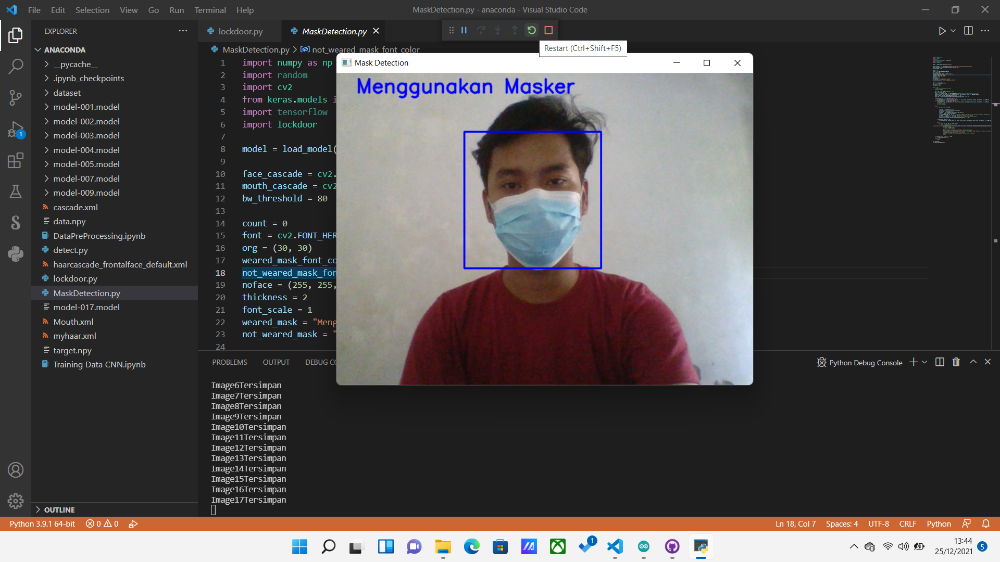 File Edit Selection View Go Run Terminal Help
MaskDetection.py - anaconda - Visual Studio Code
EXPLORER
lockdoor.py
MaskDetection.py
Restart (Ctrl+Shift+F5)
ANACONDA
__pycache__
.ipynb_checkpoints
dataset
model-001.model
model-002.model
model-003.model
model-004.model
model-005.model
model-007.model
model-009.model
cascade.xml
data.npy
DataPreProcessing.ipynb
detect.py
haarcascade_frontalface_default.xml
lockdoor.py
MaskDetection.py
model-017.model
Mouth.xml
myhaar.xml
target.npy
Training Data CNN.ipynb
OUTLINE
1
MaskDetection.py > not_weared_mask_font_color
1 import numpy as np
2 import random
3 import cv2
4 from keras.models i
5 import tensorflow
6 import lockdoor
7
8 model = load_model(
9
10 face_cascade = cv2.
11 mouth_cascade = cv2
12 bw_threshold = 80
13
14 count = 0
15 font = cv2.FONT_HER
16 org = (30, 30)
17 weared_mask_font_co
18 not_weared_mask_fon
19 noface = (255, 255,
20 thickness = 2
21 font_scale = 1
22 weared_mask = "Meng
23 not_weared_mask = "
24
Mask Detection
Menggunakan Masker
PROBLEMS OUTPUT DEBUG CO
Python Debug Console
Image6Tersimpan
Image7Tersimpan
Image8Tersimpan
Image9Tersimpan
Image10Tersimpan
Image11Tersimpan
Image12Tersimpan
Image13Tersimpan
Image14Tersimpan
Image15Tersimpan
Image16Tersimpan
Image17Tersimpan
Python 3.9.1 64-bit 0 0
Ln 18, Col 7 Spaces: 4 UTF-8 CRLF Python
1
13:44
25/12/2021
5